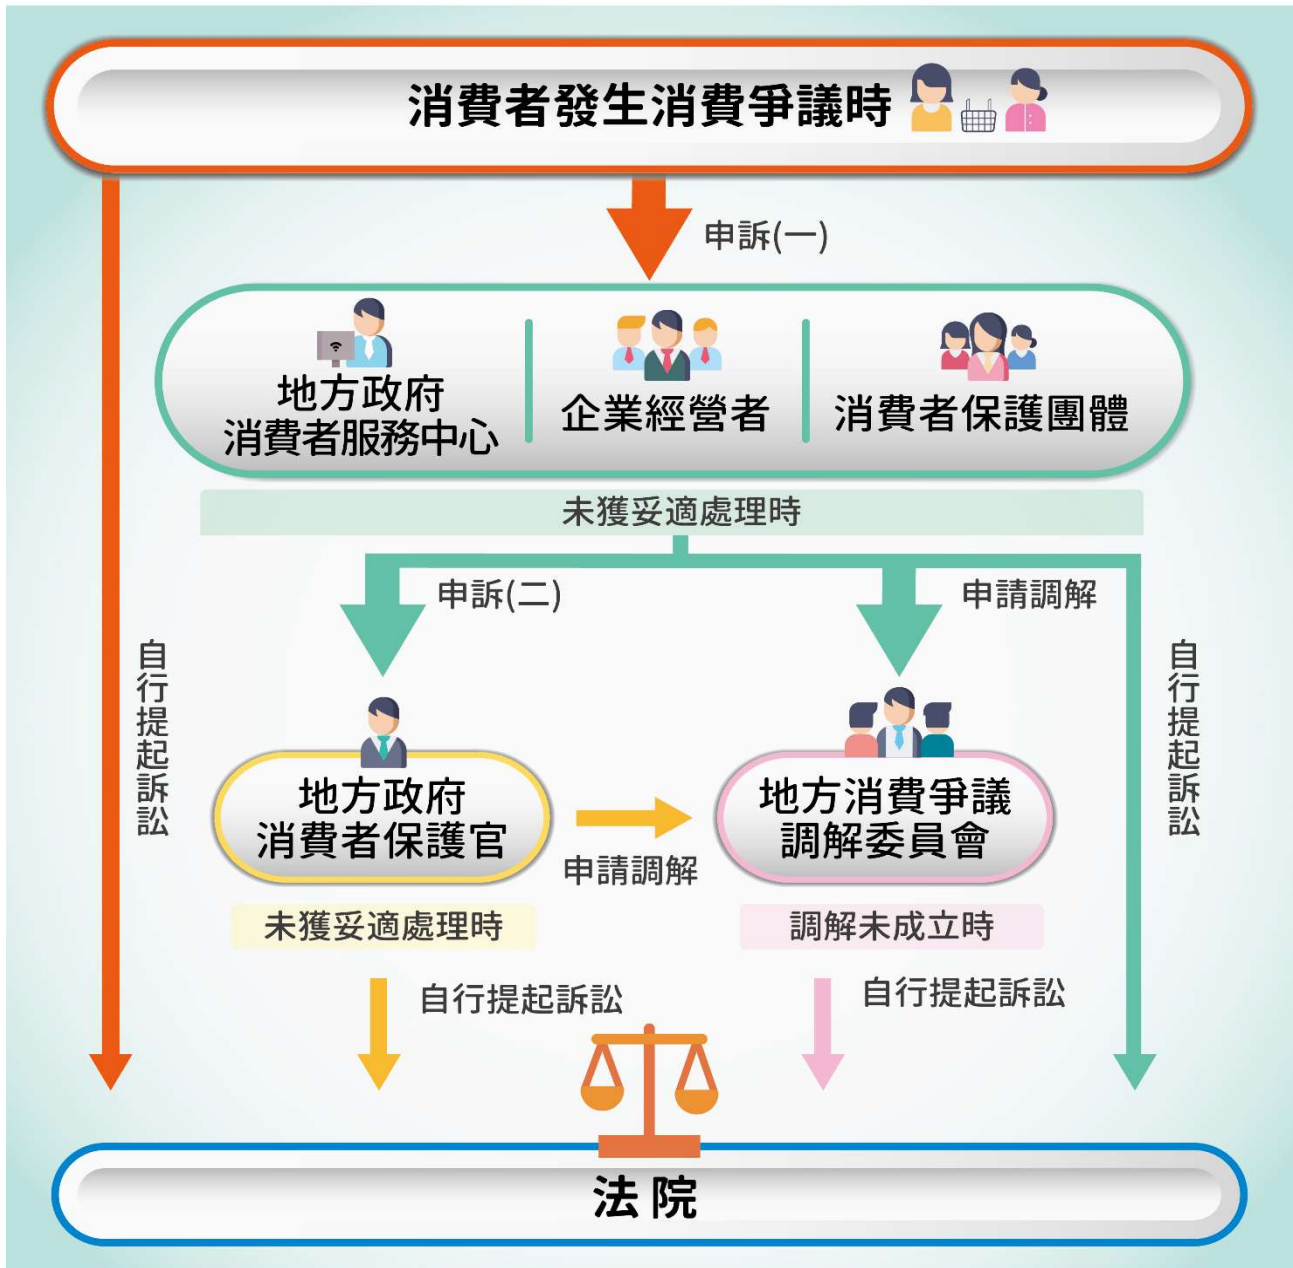 消費者發生消費爭議時
申訴(一)
地方政府
消費者服務中心
企業經營者
消費者保護團體
未獲妥適處理時
申訴(二)
申請調解
自行提起訴訟
自行提起訴訟
地方政府
消費者保護官
申請調解
地方消費爭議
調解委員會
未獲妥適處理時
調解未成立時
自行提起訴訟
自行提起訴訟
法院